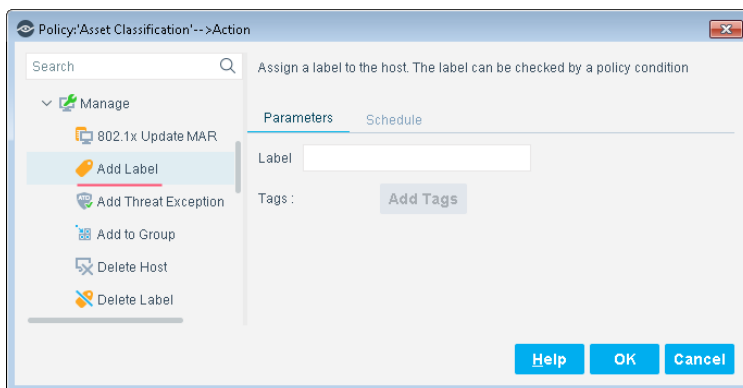 Policy:'Asset Classification'-->Action
Search
Assign a label to the host. The label can be checked by a policy condition
Manage
802.1x Update MAR
Add Label
ATD
Add Threat Exception
Add to Group
Delete Host
Delete Label
Parameters
Schedule
Label
Tags :
Add Tags
Help
OK
Cancel